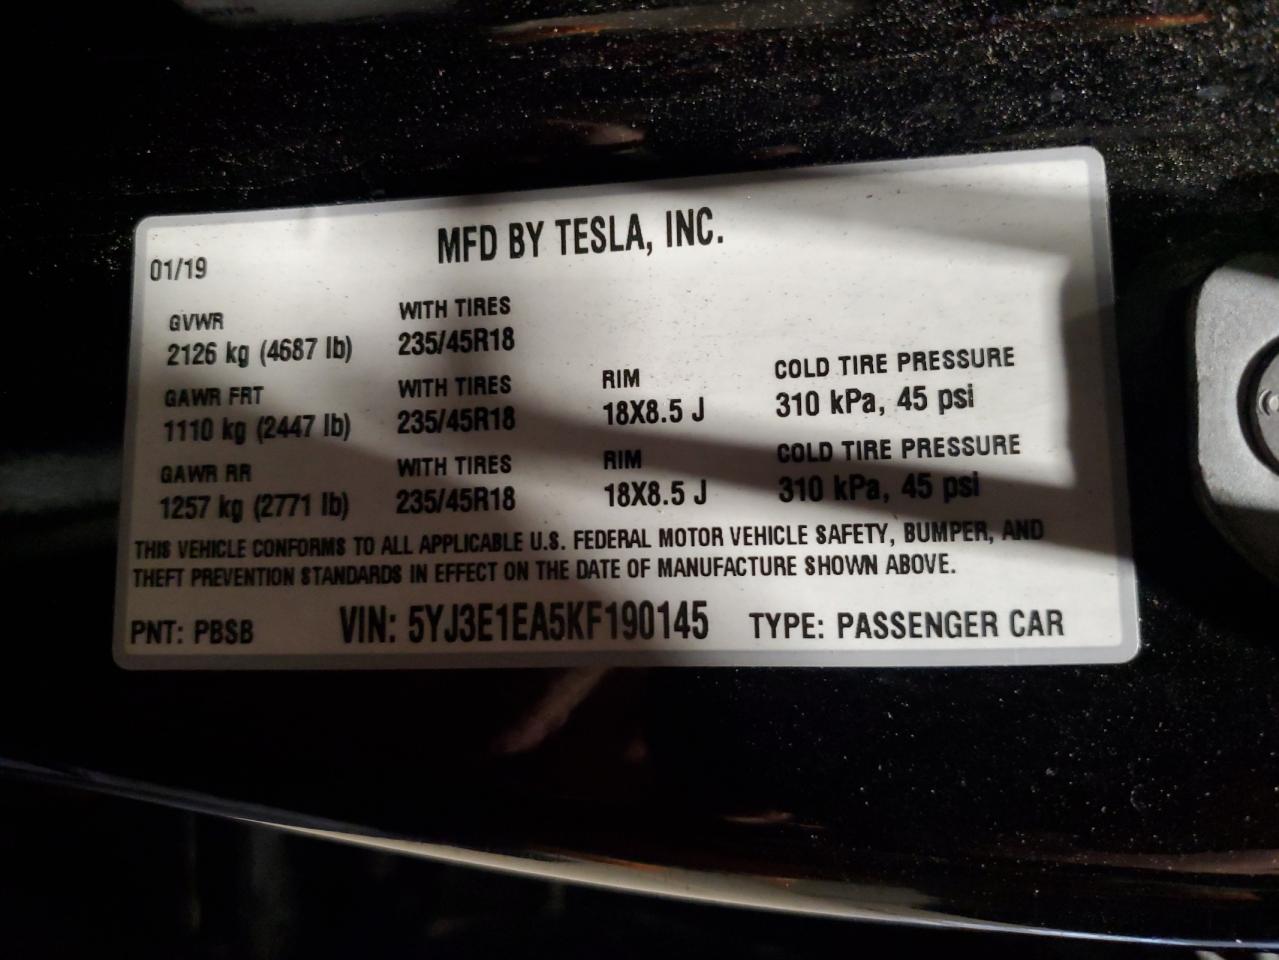 MFD BY TESLA, INC.
01/19
GVWR WITH TIRES
2126 kg (4687 lb) 235/45R18
GAWR FRT WITH TIRES RIM COLD TIRE PRESSURE
1110 kg (2447 lb) 235/45R18 18X8.5 J 310 kPa, 45 psi
GAWR RR WITH TIRES RIM COLD TIRE PRESSURE
1257 kg (2771 lb) 235/45R18 18X8.5 J 310 kPa, 45 psi
THIS VEHICLE CONFORMS TO ALL APPLICABLE U.S. FEDERAL MOTOR VEHICLE SAFETY, BUMPER, AND
THEFT PREVENTION STANDARDS IN EFFECT ON THE DATE OF MANUFACTURE SHOWN ABOVE.
PNT: PBSB VIN: 5YJ3E1EA5KF190145 TYPE: PASSENGER CAR